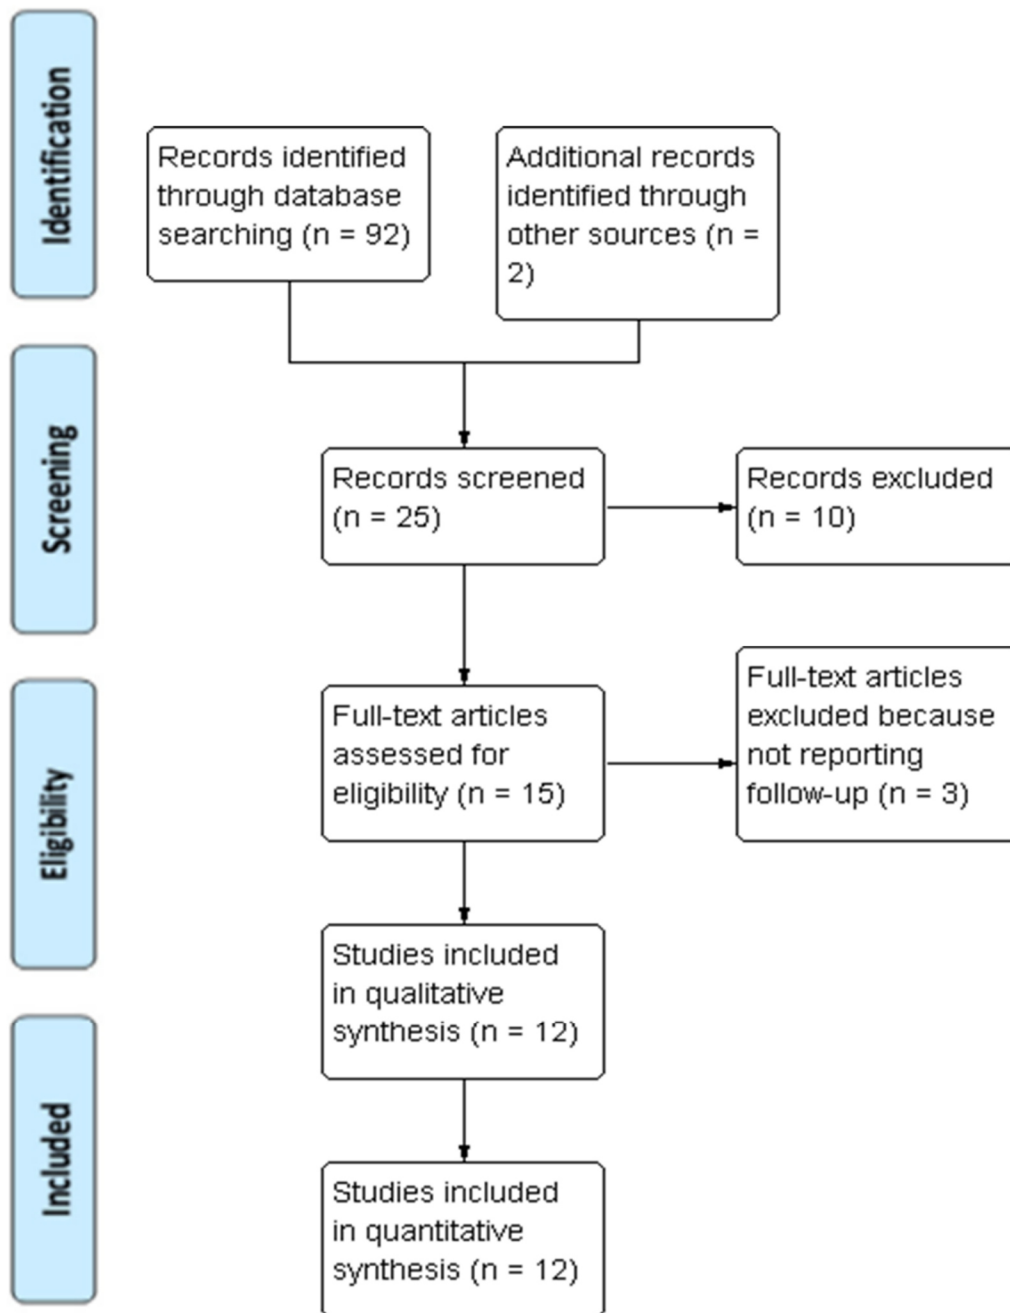 Identification
Records identified
through database
searching (n = 92)
Additional records
identified through
other sources (n =
2)
Screening
Records screened
(n = 25)
Records excluded
(n = 10)
Eligibility
Full-text articles
assessed for
eligibility (n = 15)
Full-text articles
excluded because
not reporting
follow-up (n = 3)
Studies included
in qualitative
synthesis (n = 12)
Included
Studies included
in quantitative
synthesis (n = 12)